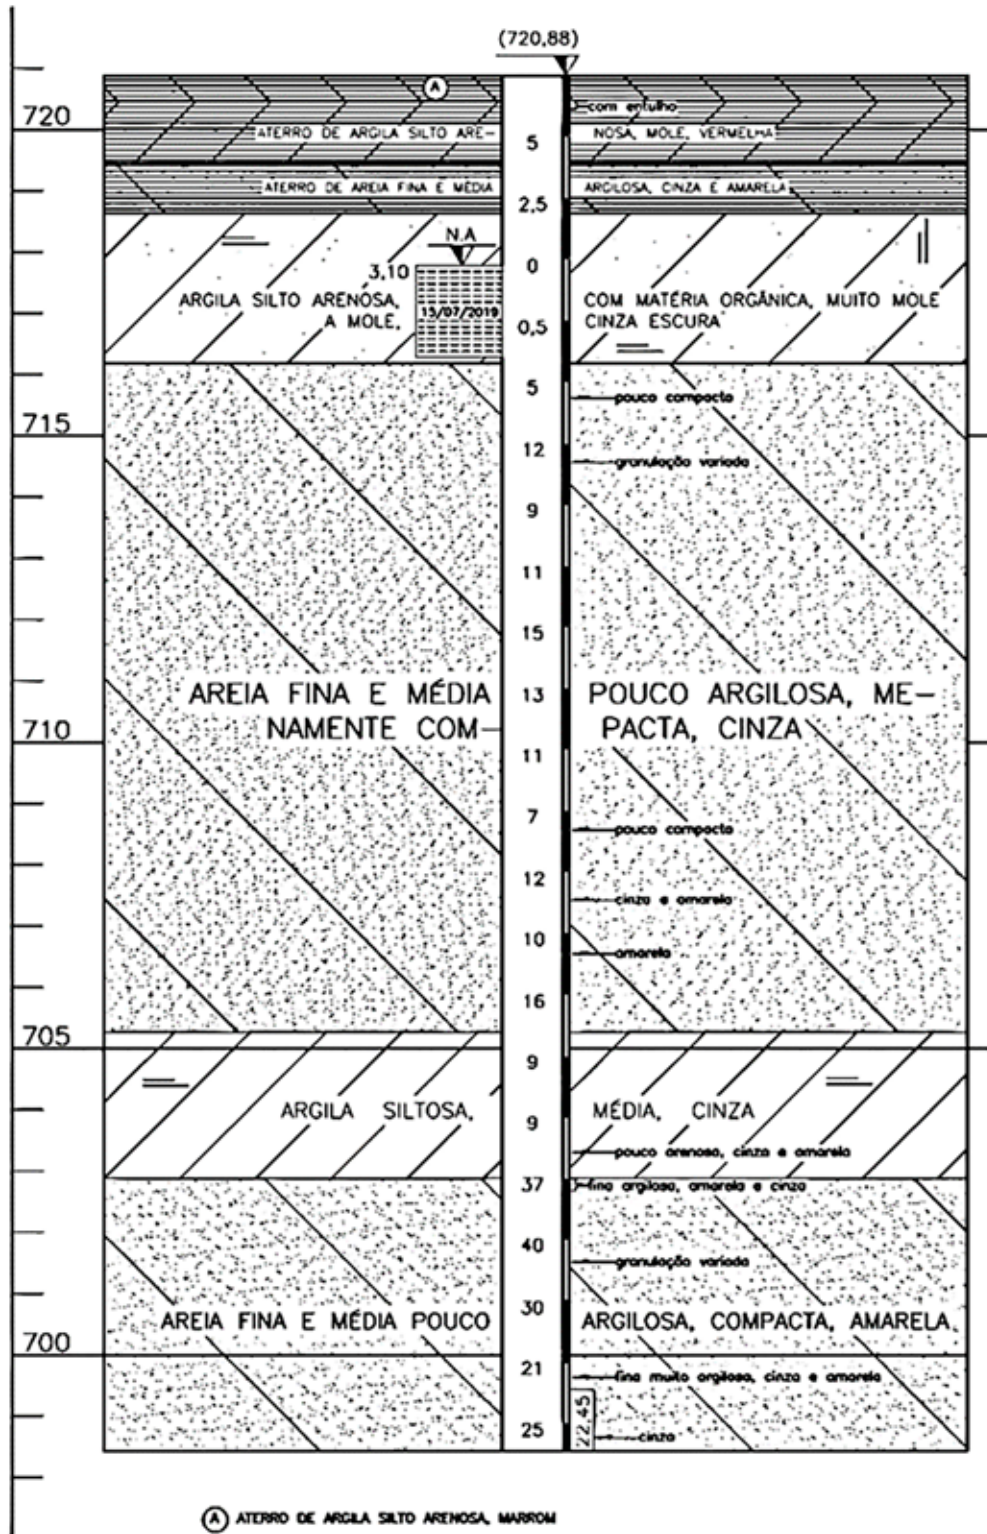 (720,88)
A
com entulho
720
ATERRO DE ARGILA SILTO ARE- NOSA, MOLE, VERMELHA
5
ATERRO DE AREIA FINA E MÉDIA ARGILOSA, CINZA E AMARELA
2,5
N.A
0
3,10
ARGILA SILTO ARENOSA, COM MATÉRIA ORGÂNICA, MUITO MOLE
13/07/2019
A MOLE, CINZA ESCURA
0,5
5
pouco compacta
715
12
granulação variada
9
11
15
AREIA FINA E MÉDIA 13 POUCO ARGILOSA, ME-
NAMENTE COM- PACTA, CINZA
710
11
7
pouco compacta
12
cinza e amarela
10
amarela
16
705
9
ARGILA SILTOSA, MÉDIA, CINZA
9
pouco arenosa, cinza e amarela
37
fina argilosa, amarela e cinza
40
granulação variada
30
AREIA FINA E MÉDIA POUCO ARGILOSA, COMPACTA, AMARELA
700
21
fina muito argilosa, cinza e amarela
22,45
25
cinza
A ATERRO DE ARGILA SILTO ARENOSA, MARROM